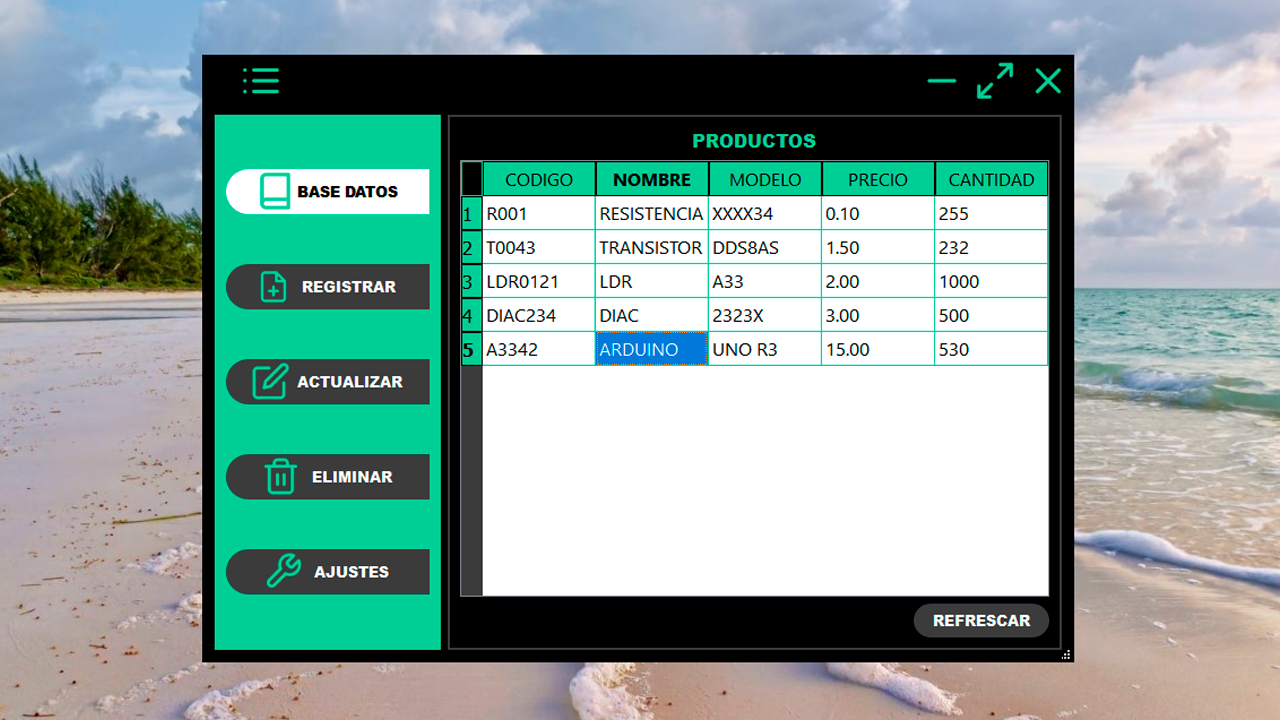 PRODUCTOS
BASE DATOS
REGISTRAR
ACTUALIZAR
ELIMINAR
AJUSTES
CODIGO NOMBRE MODELO PRECIO CANTIDAD
1 R001 RESISTENCIA XXXX34 0.10 255
2 T0043 TRANSISTOR DDS8AS 1.50 232
3 LDR0121 LDR A33 2.00 1000
4 DIAC234 DIAC 2323X 3.00 500
5 A3342 ARDUINO UNO R3 15.00 530
REFRESCAR